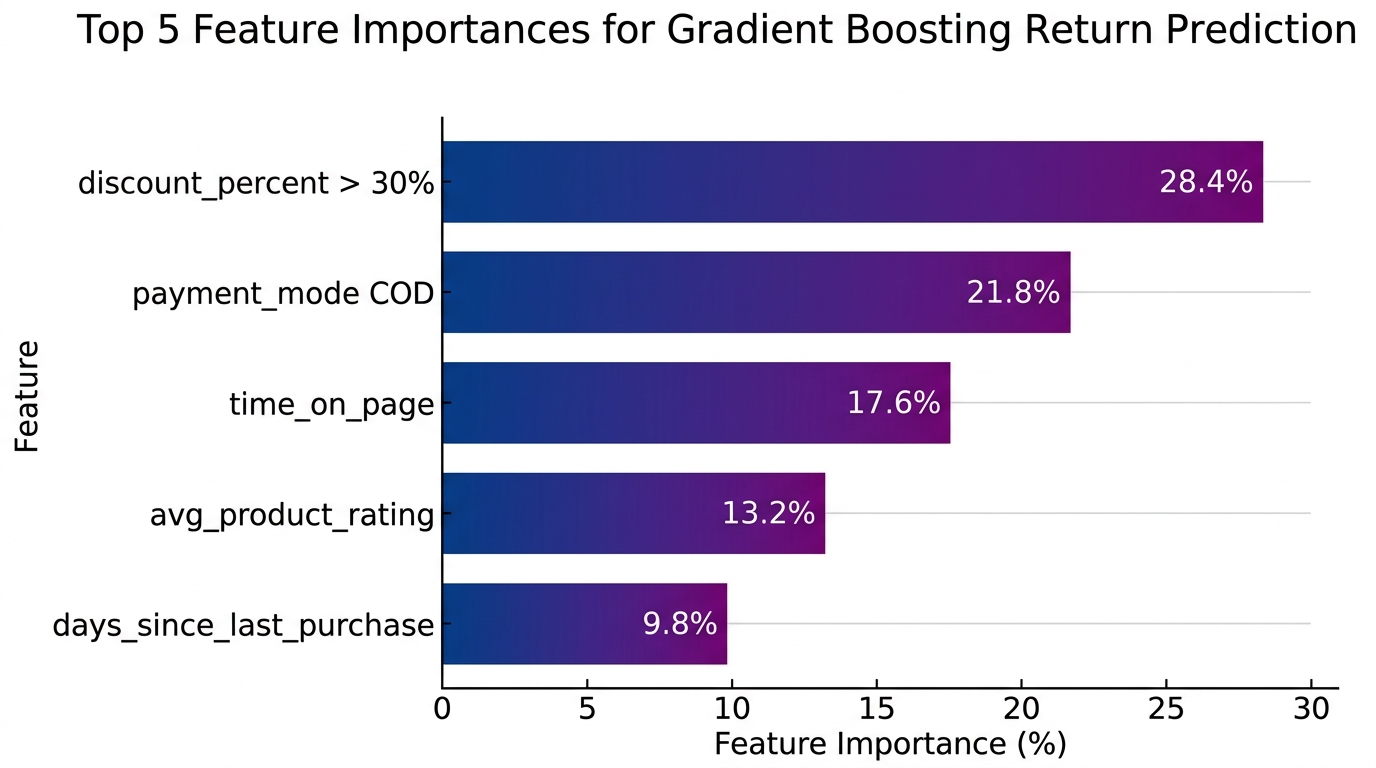 Top 5 Feature Importances for Gradient Boosting Return Prediction
Feature
discount_percent > 30%
28.4%
payment_mode COD
21.8%
time_on_page
17.6%
avg_product_rating
13.2%
days_since_last_purchase
9.8%
0 5 10 15 20 25 30
Feature Importance (%)